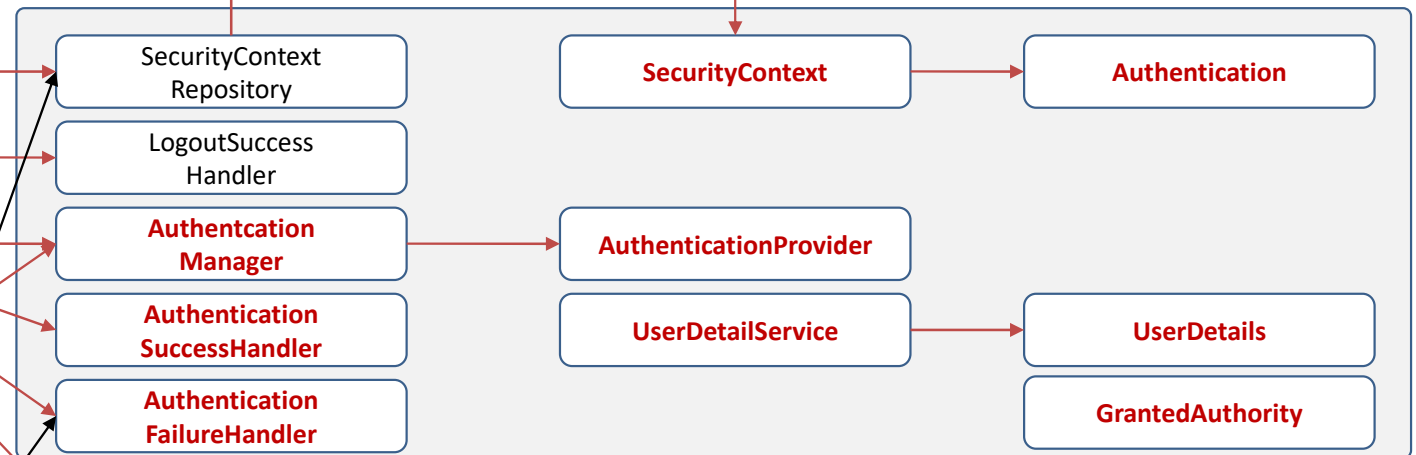 SecurityContext
Repository
SecurityContext
Authentication
LogoutSuccess
Handler
Authentcation
Manager
AuthenticationProvider
Authentication
SuccessHandler
UserDetailService
UserDetails
Authentication
FailureHandler
GrantedAuthority